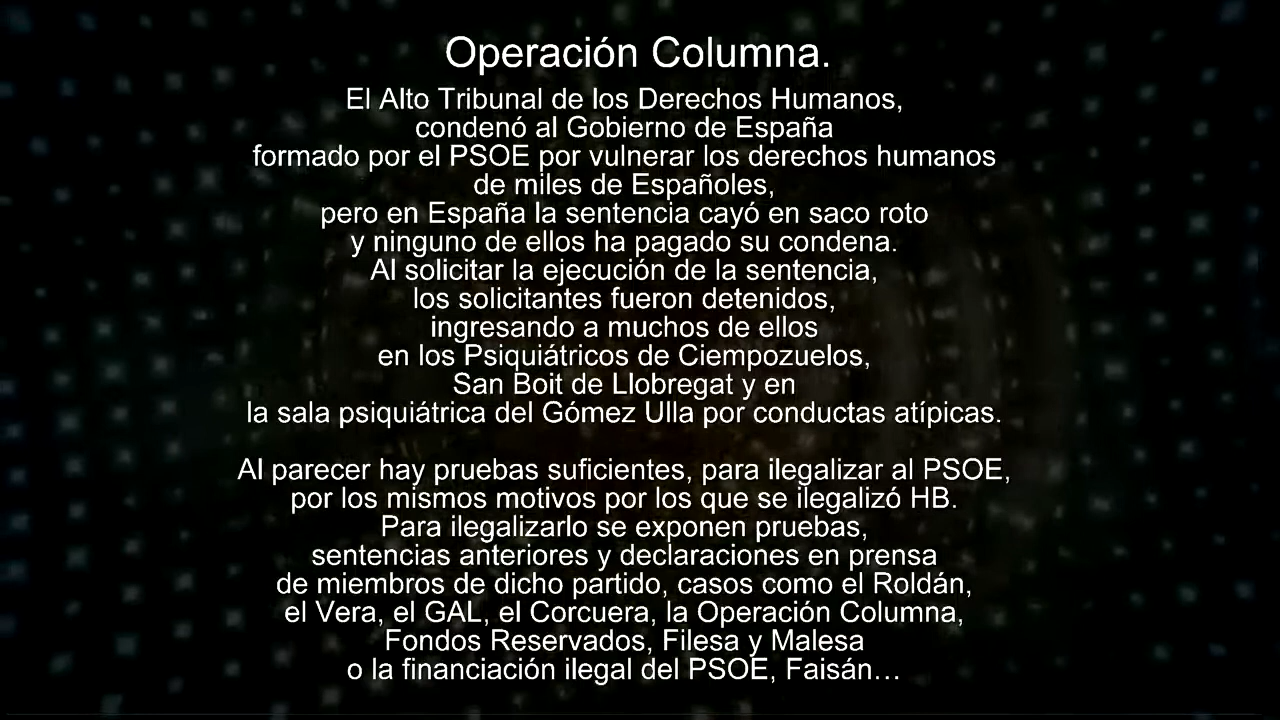 Operación Columna.
El Alto Tribunal de los Derechos Humanos,
condenó al Gobierno de España
formado por el PSOE por vulnerar los derechos humanos
de miles de Españoles,
pero en España la sentencia cayó en saco roto
y ninguno de ellos ha pagado su condena.
Al solicitar la ejecución de la sentencia,
los solicitantes fueron detenidos,
ingresando a muchos de ellos
en los Psiquiátricos de Ciempozuelos,
San Boit de Llobregat y en
la sala psiquiátrica del Gómez Ulla por conductas atípicas.
Al parecer hay pruebas suficientes, para ilegalizar al PSOE,
por los mismos motivos por los que se ilegalizó HB.
Para ilegalizarlo se exponen pruebas,
sentencias anteriores y declaraciones en prensa
de miembros de dicho partido, casos como el Roldán,
el Vera, el GAL, el Corcuera, la Operación Columna,
Fondos Reservados, Filesa y Malesa
o la financiación ilegal del PSOE, Faisán…